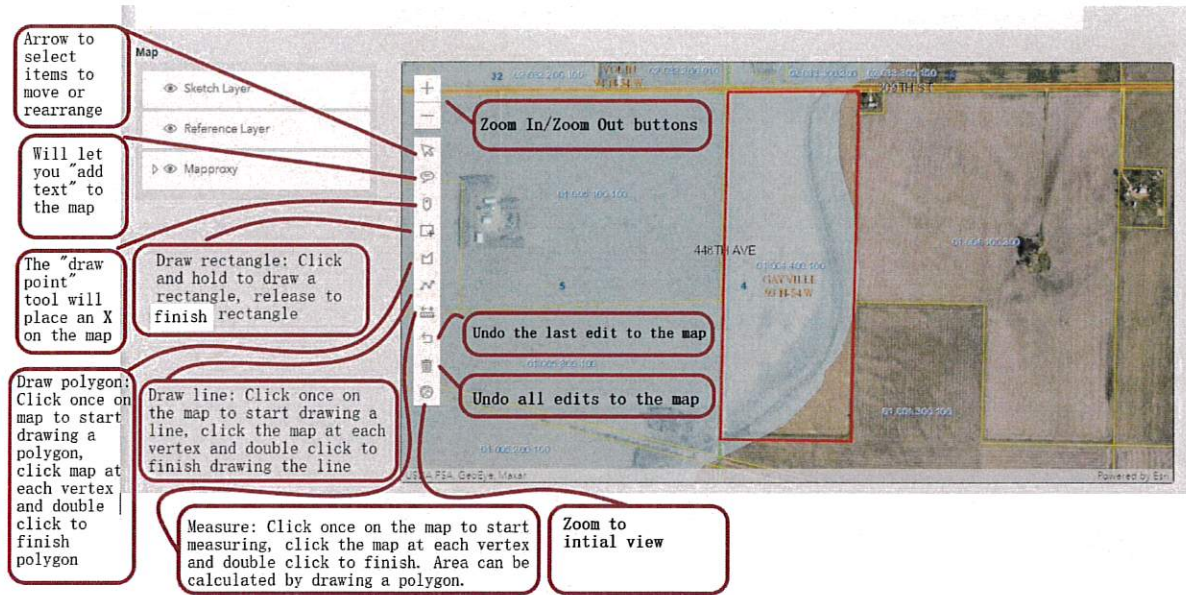 Arrow to
select
items to
move or
rearrange
Map
Sketch Layer
Reference Layer
Mapproxy
Will let
you "add
text" to
the map
The "draw
point"
tool will
place an X
on the map
Draw rectangle: Click
and hold to draw a
rectangle, release to
finish rectangle
Draw polygon:
Click once on
map to start
drawing a
polygon,
click map at
each vertex
and double
click to
finish
polygon
Draw line: Click once on
the map to start drawing a
line, click the map at each
vertex and double click to
finish drawing the line
Measure: Click once on the map to start
measuring, click the map at each vertex
and double click to finish. Area can be
calculated by drawing a polygon.
Zoom to
intial view
Zoom In/Zoom Out buttons
Undo the last edit to the map
Undo all edits to the map
32
448TH AVE
5
4
GAYVILLE
93-N-54-W
Powered by Esri